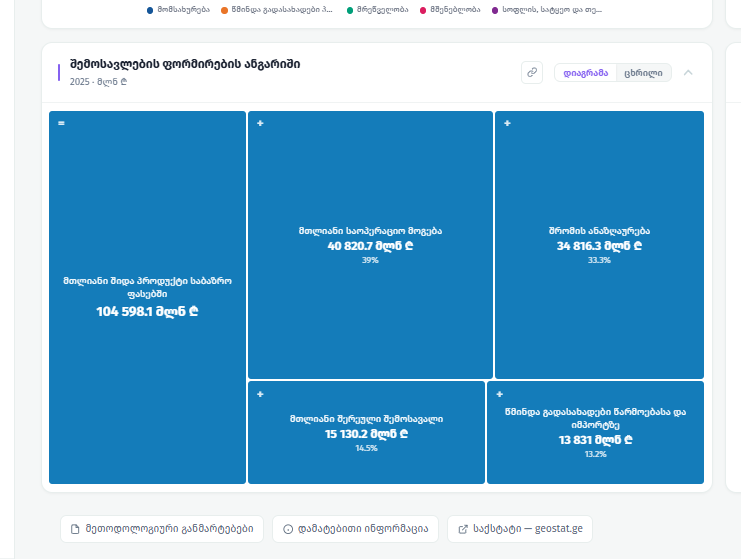 მომსახურება
წმინდა გადასახადები პ...
მრეწველობა
მშენებლობა
სოფლის, სატყეო და თე...
შემოსავლების ფორმირების ანგარიში
2025 · მლნ ₾
დიაგრამა
ცხრილი
=
მთლიანი შიდა პროდუქტი საბაზრო
ფასებში
104 598.1 მლნ ₾
+
მთლიანი საოპერაციო მოგება
40 820.7 მლნ ₾
39%
+
შრომის ანაზღაურება
34 816.3 მლნ ₾
33.3%
+
მთლიანი შერეული შემოსავალი
15 130.2 მლნ ₾
14.5%
+
წმინდა გადასახადები წარმოებასა და
იმპორტზე
13 831 მლნ ₾
13.2%
მეთოდოლოგიური განმარტებები
დამატებითი ინფორმაცია
საქსტატი — geostat.ge